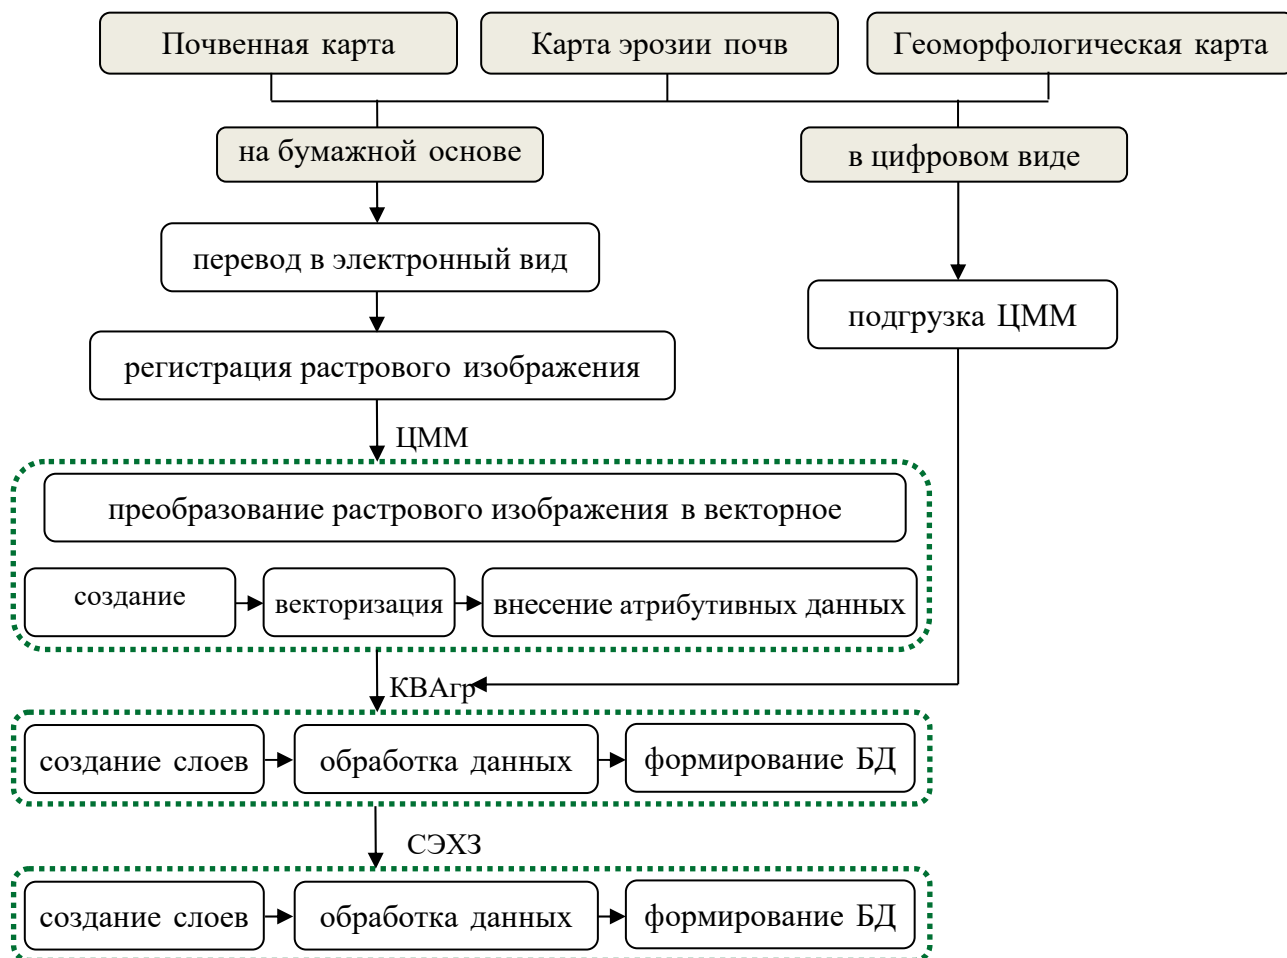 Почвенная карта
Карта эрозии почв
Геоморфологическая карта
на бумажной основе
в цифровом виде
перевод в электронный вид
подгрузка ЦММ
регистрация растрового изображения
ЦММ
преобразование растрового изображения в векторное
создание
векторизация
внесение атрибутивных данных
КВАгр
создание слоев
обработка данных
формирование БД
СЭХЗ
создание слоев
обработка данных
формирование БД